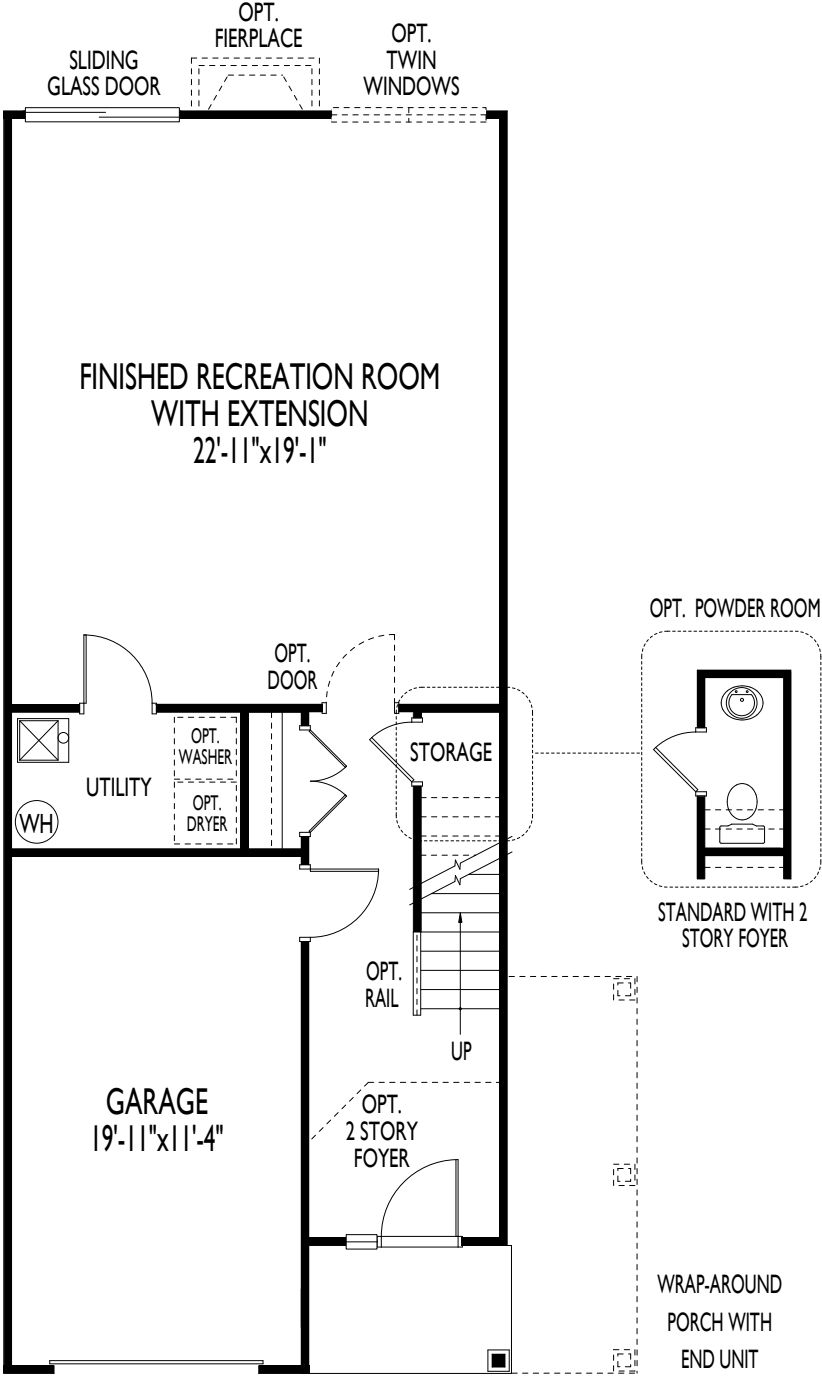 OPT.
FIERPLACE
SLIDING
GLASS DOOR
OPT.
TWIN
WINDOWS
FINISHED RECREATION ROOM
WITH EXTENSION
22'-11"x19'-1"
OPT. POWDER ROOM
OPT.
DOOR
OPT.
WASHER
STORAGE
UTILITY
OPT.
DRYER
WH
STANDARD WITH 2
STORY FOYER
OPT.
RAIL
UP
GARAGE
19'-11"x11'-4"
OPT.
2 STORY
FOYER
WRAP-AROUND
PORCH WITH
END UNIT